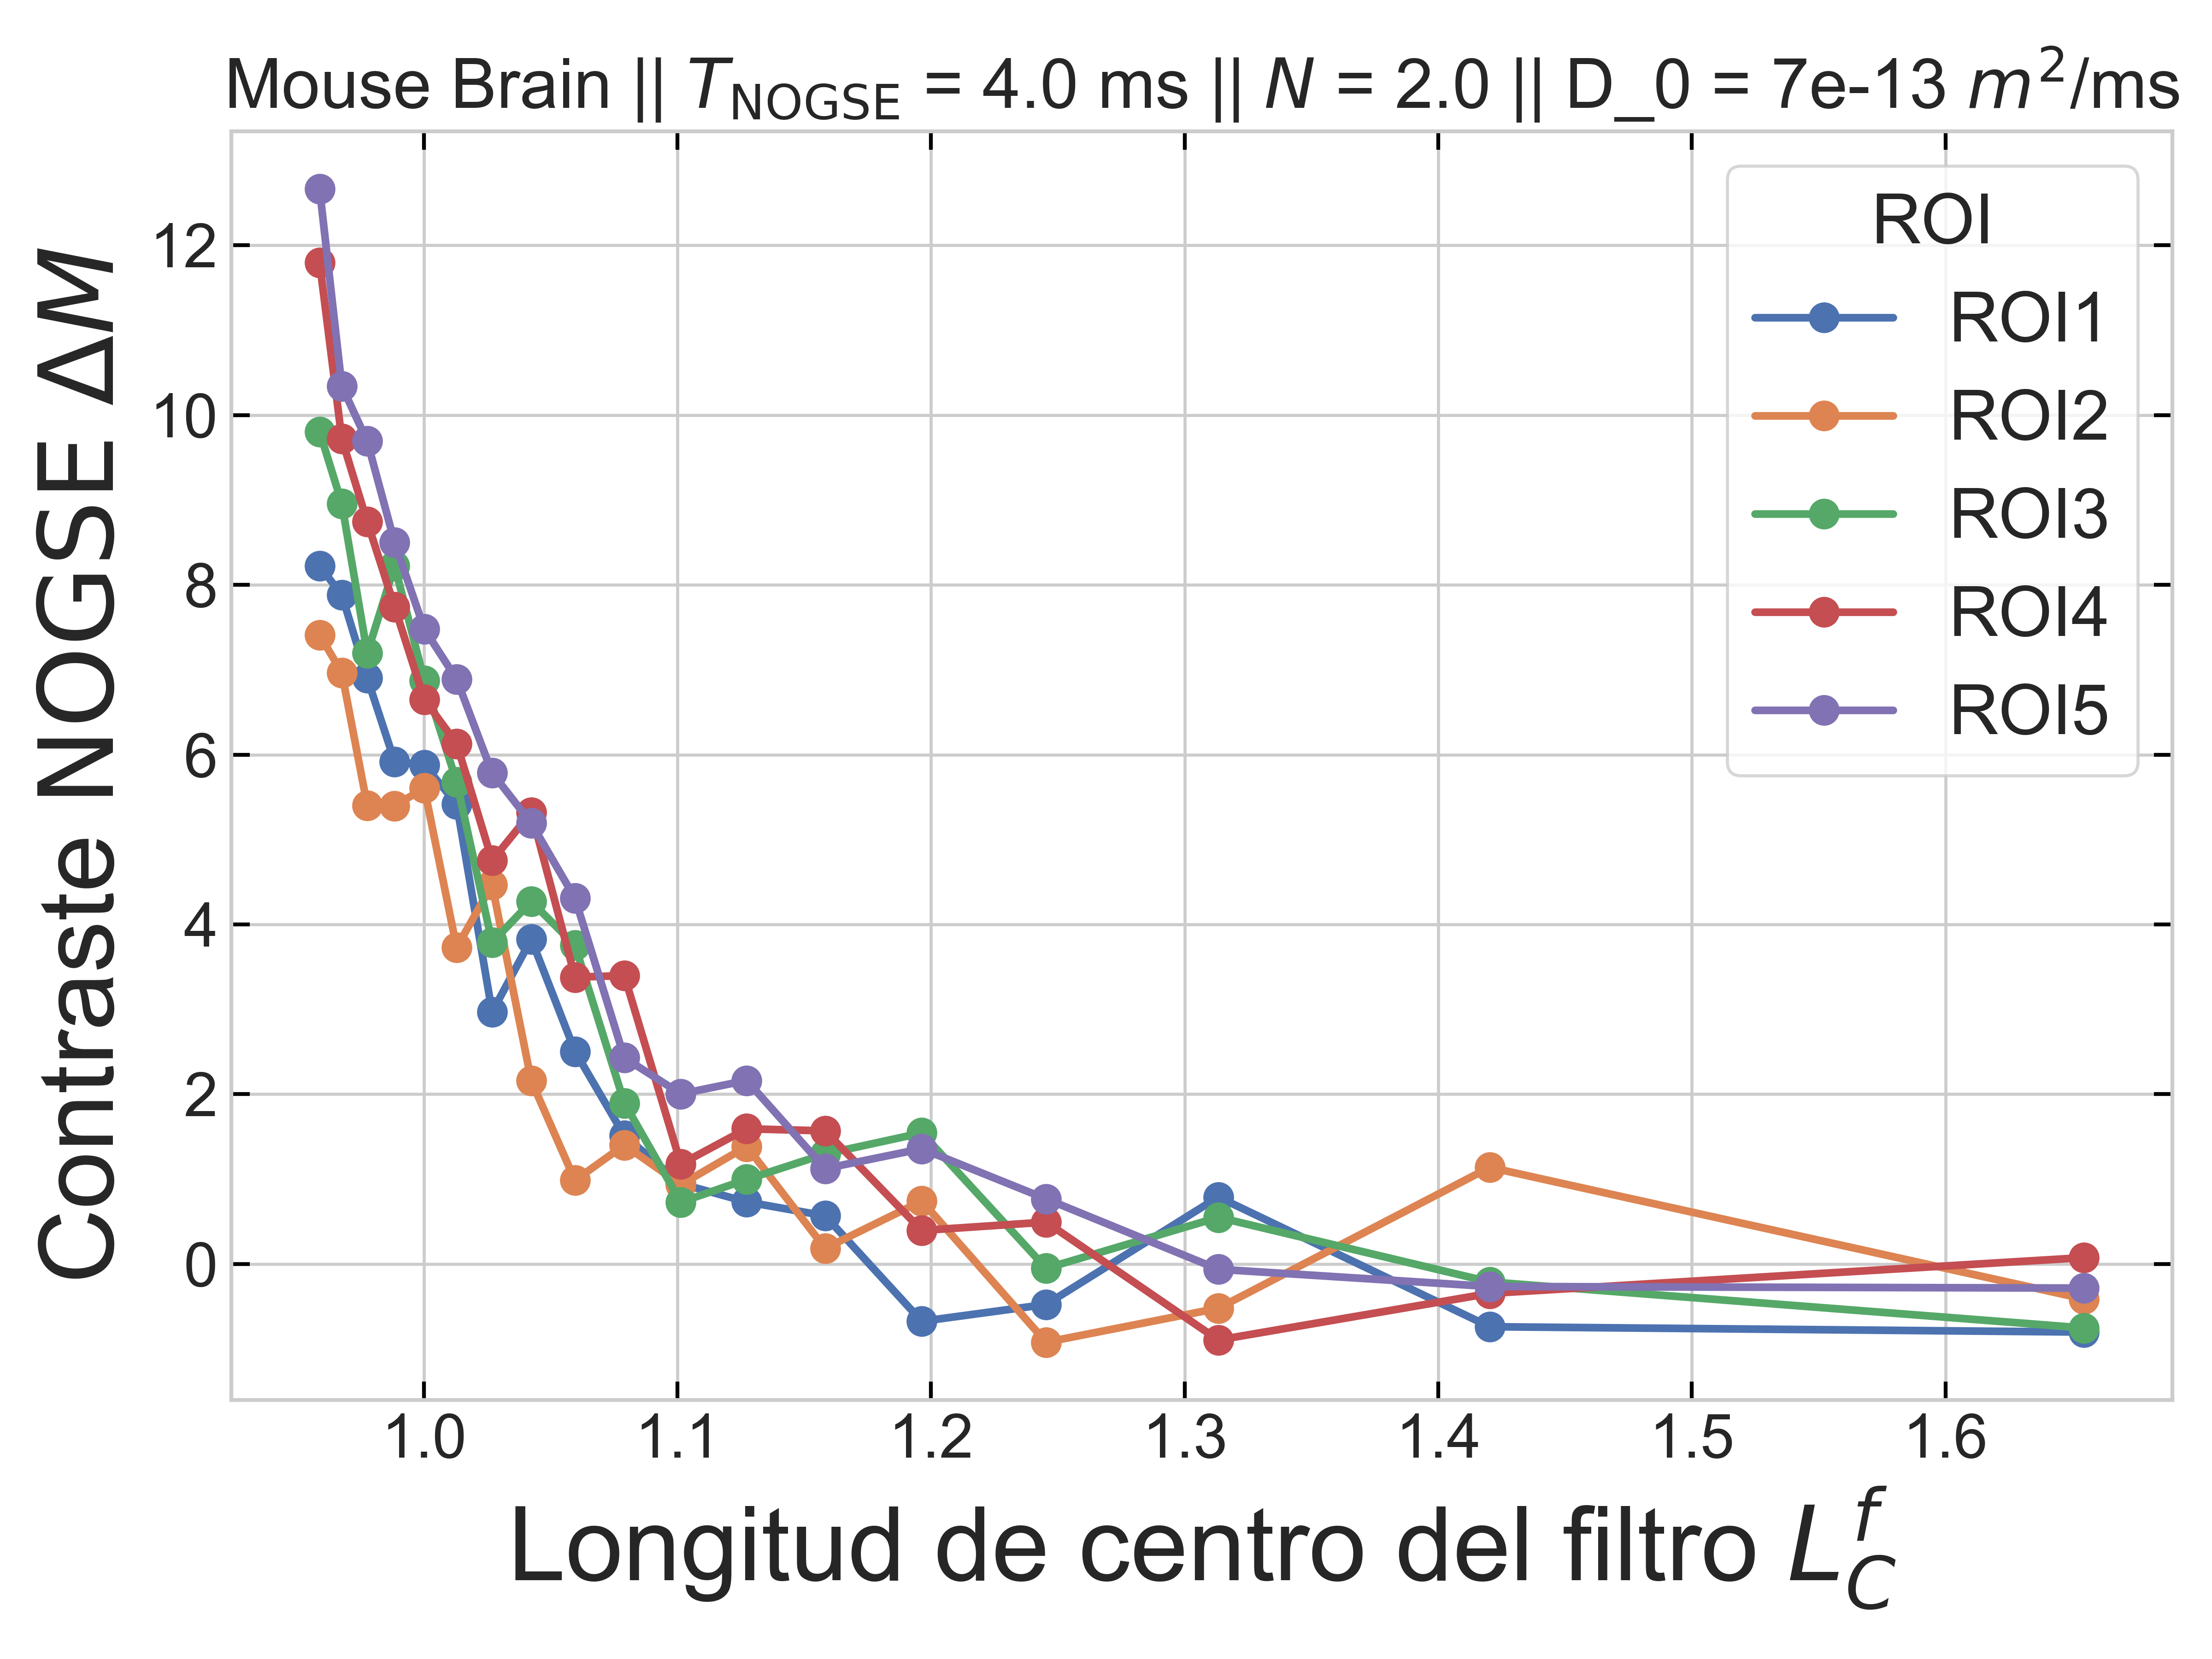 Mouse Brain || T_NOGSE = 4.0 ms || N = 2.0 || D_0 = 7e-13 m²/ms
Contraste NOGSE ΔM
12
10
8
6
4
2
0
ROI
ROI1
ROI2
ROI3
ROI4
ROI5
1.0 1.1 1.2 1.3 1.4 1.5 1.6
Longitud de centro del filtro L_C^f